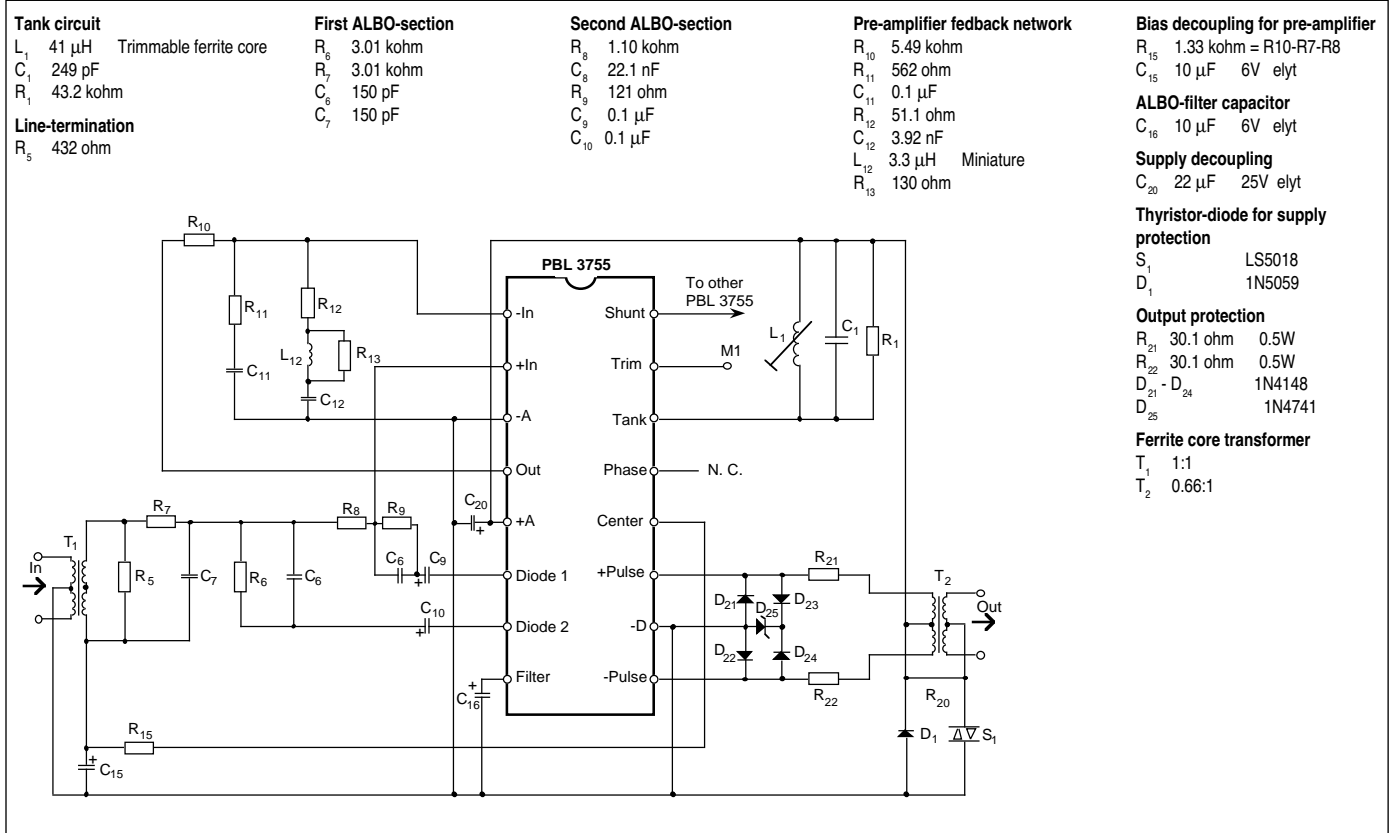 Tank circuit
L1 41 μH Trimmable ferrite core
C1 249 pF
R1 43.2 kohm
Line-termination
R5 432 ohm
First ALBO-section
R6 3.01 kohm
R7 3.01 kohm
C6 150 pF
C7 150 pF
Second ALBO-section
R8 1.10 kohm
C8 22.1 nF
R9 121 ohm
C9 0.1 μF
C10 0.1 μF
Pre-amplifier fedback network
R10 5.49 kohm
R11 562 ohm
C11 0.1 μF
R12 51.1 ohm
C12 3.92 nF
L12 3.3 μH Miniature
R13 130 ohm
Bias decoupling for pre-amplifier
R15 1.33 kohm = R10-R7-R8
C15 10 μF 6V elyt
ALBO-filter capacitor
C16 10 μF 6V elyt
Supply decoupling
C20 22 μF 25V elyt
Thyristor-diode for supply
protection
S1 LS5018
D1 1N5059
Output protection
R21 30.1 ohm 0.5W
R22 30.1 ohm 0.5W
D21 - D24 1N4148
D25 1N4741
Ferrite core transformer
T1 1:1
T2 0.66:1
R10
PBL 3755
To other
PBL 3755
R11
R12
-In
Shunt
L1
C1
R1
L12
R13
M1
C11
+In
Trim
C12
-A
Tank
Out
Phase
N. C.
C20
+
R7
R8
R9
+A
Center
T1
In
R5
C7
R6
C6
C6
C9
+
Diode 1
+Pulse
R21
T2
Out
D21
D25
D23
C10
+
Diode 2
-D
D22
D24
Filter
-Pulse
+
C16
R22
R20
R15
D1
S1
+
C15